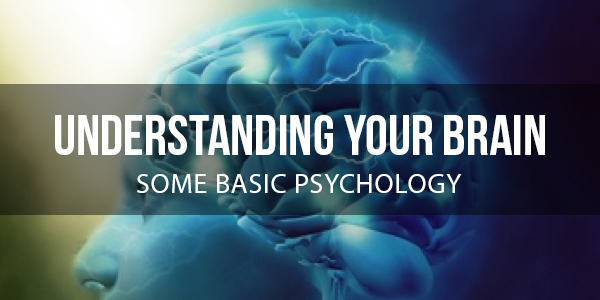 UNDERSTANDING YOUR BRAIN
SOME BASIC PSYCHOLOGY